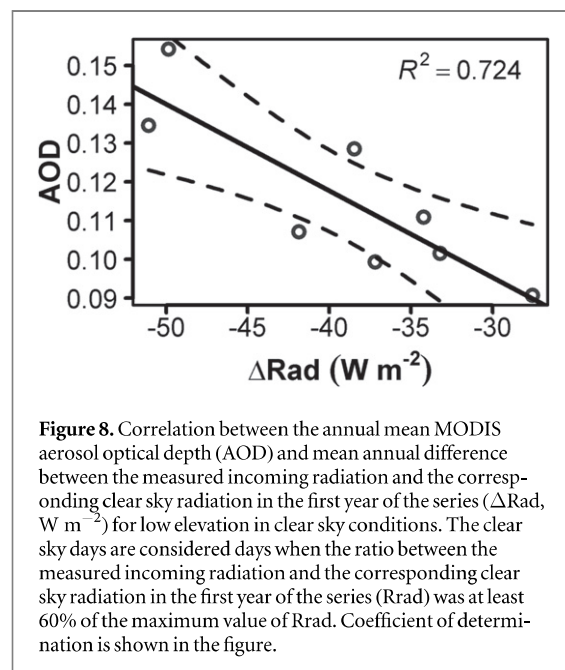 R² = 0.724
AOD
0.15
0.14
0.13
0.12
0.11
0.10
0.09
-50
-45
-40
-35
-30
ΔRad (W m⁻²)
Figure 8. Correlation between the annual mean MODIS
aerosol optical depth (AOD) and mean annual difference
between the measured incoming radiation and the corresp-
onding clear sky radiation in the first year of the series (ΔRad,
W m⁻²) for low elevation in clear sky conditions. The clear
sky days are considered days when the ratio between the
measured incoming radiation and the corresponding clear
sky radiation in the first year of the series (Rrad) was at least
60% of the maximum value of Rrad. Coefficient of determi-
nation is shown in the figure.